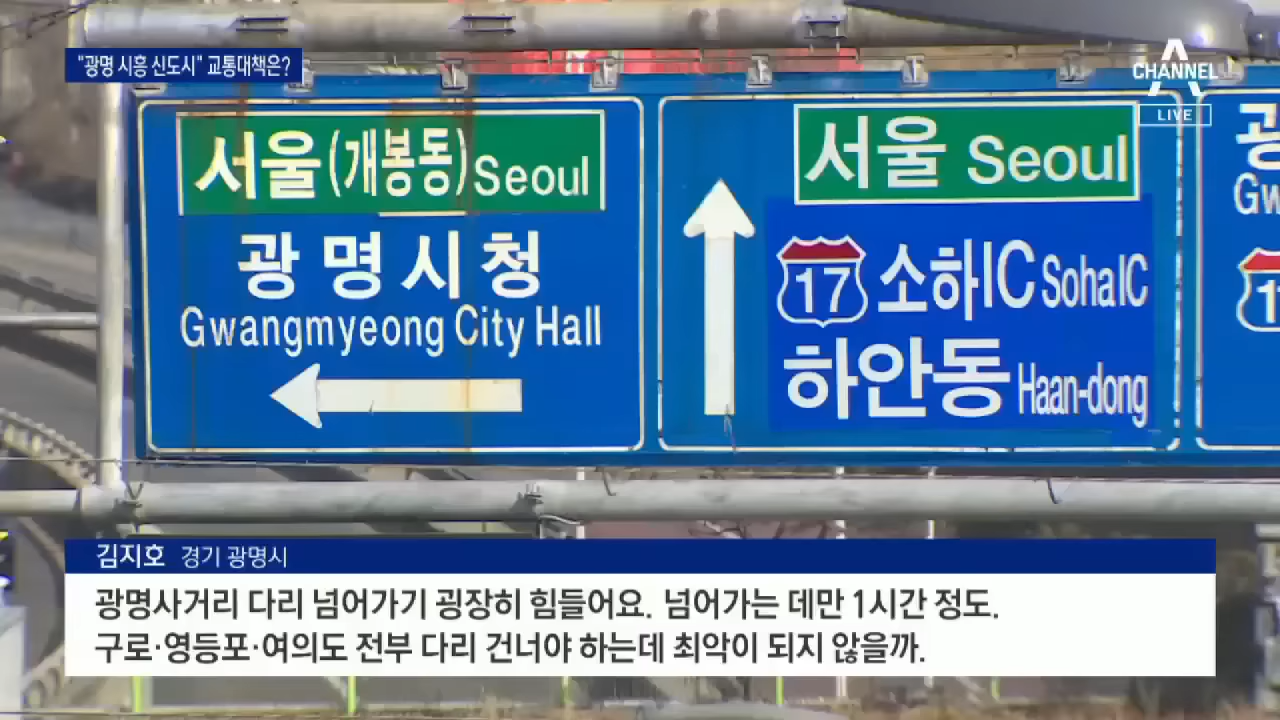 "광명 시흥 신도시" 교통대책은?
CHANNEL A
LIVE
서울(개봉동) Seoul
광명시청
Gwangmyeong City Hall
서울 Seoul
17 소하IC Soha IC
하안동 Haan-dong
광
Gw
1
김지호 경기 광명시
광명사거리 다리 넘어가기 굉장히 힘들어요. 넘어가는 데만 1시간 정도.
구로·영등포·여의도 전부 다리 건너야 하는데 최악이 되지 않을까.